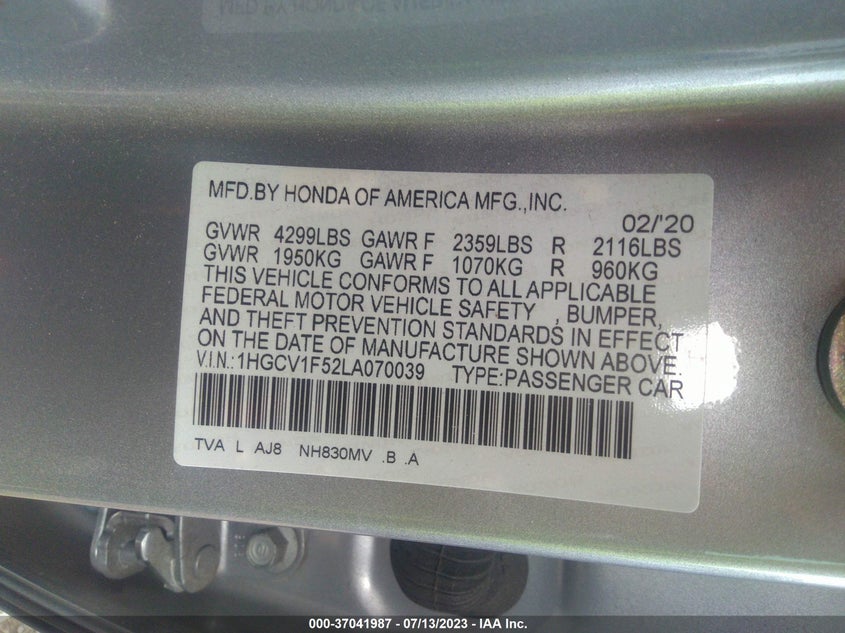 MFD.BY HONDA OF AMERICA MFG.,INC.
02/'20
GVWR 4299LBS GAWR F 2359LBS R 2116LBS
GVWR 1950KG GAWR F 1070KG R 960KG
THIS VEHICLE CONFORMS TO ALL APPLICABLE
FEDERAL MOTOR VEHICLE SAFETY , BUMPER,
AND THEFT PREVENTION STANDARDS IN EFFECT
ON THE DATE OF MANUFACTURE SHOWN ABOVE.
V.I.N.:1HGCV1F52LA070039 TYPE:PASSENGER CAR
TVA L AJ8 NH830MV .B .A
000-37041987 / 07/13/2023 - IAA Inc.